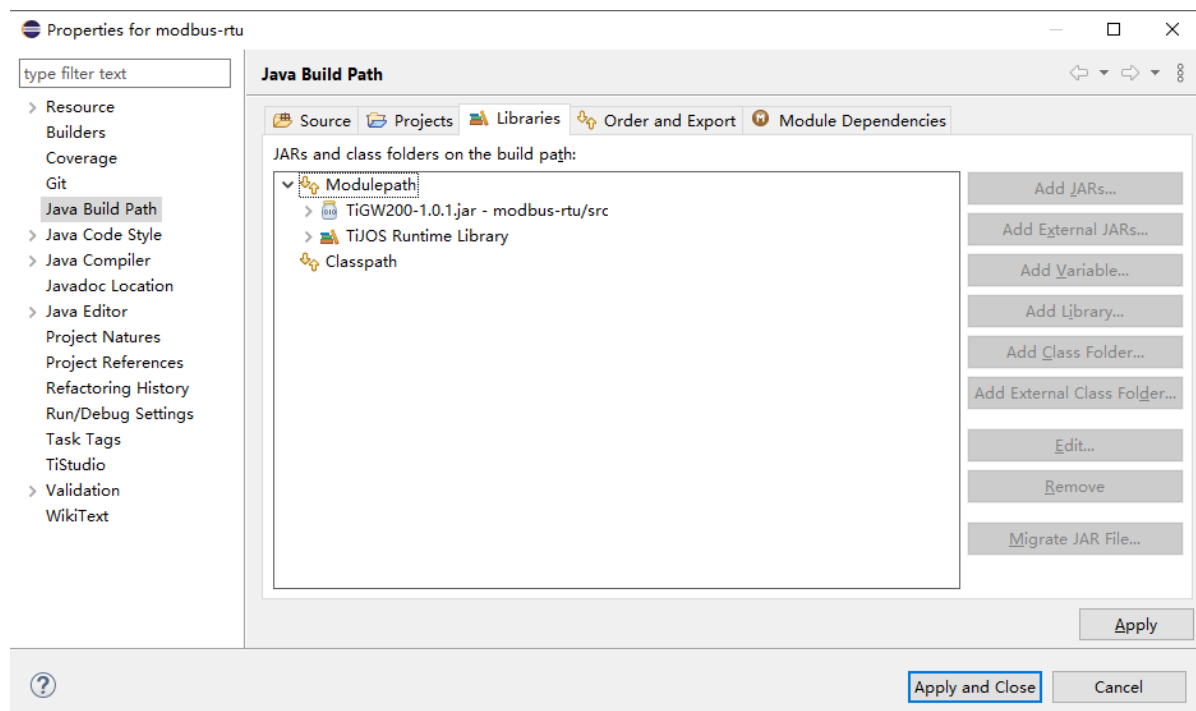 Properties for modbus-rtu
type filter text
Resource
Builders
Coverage
Git
Java Build Path
Java Code Style
Java Compiler
Javadoc Location
Java Editor
Project Natures
Project References
Refactoring History
Run/Debug Settings
Task Tags
TiStudio
Validation
WikiText
Java Build Path
Source Projects Libraries Order and Export Module Dependencies
JARs and class folders on the build path:
Modulepath
TiGW200-1.0.1.jar - modbus-rtu/src
TiJOS Runtime Library
Classpath
Add JARs...
Add External JARs...
Add Variable...
Add Library...
Add Class Folder...
Add External Class Folder...
Edit...
Remove
Migrate JAR File...
Apply
Apply and Close Cancel